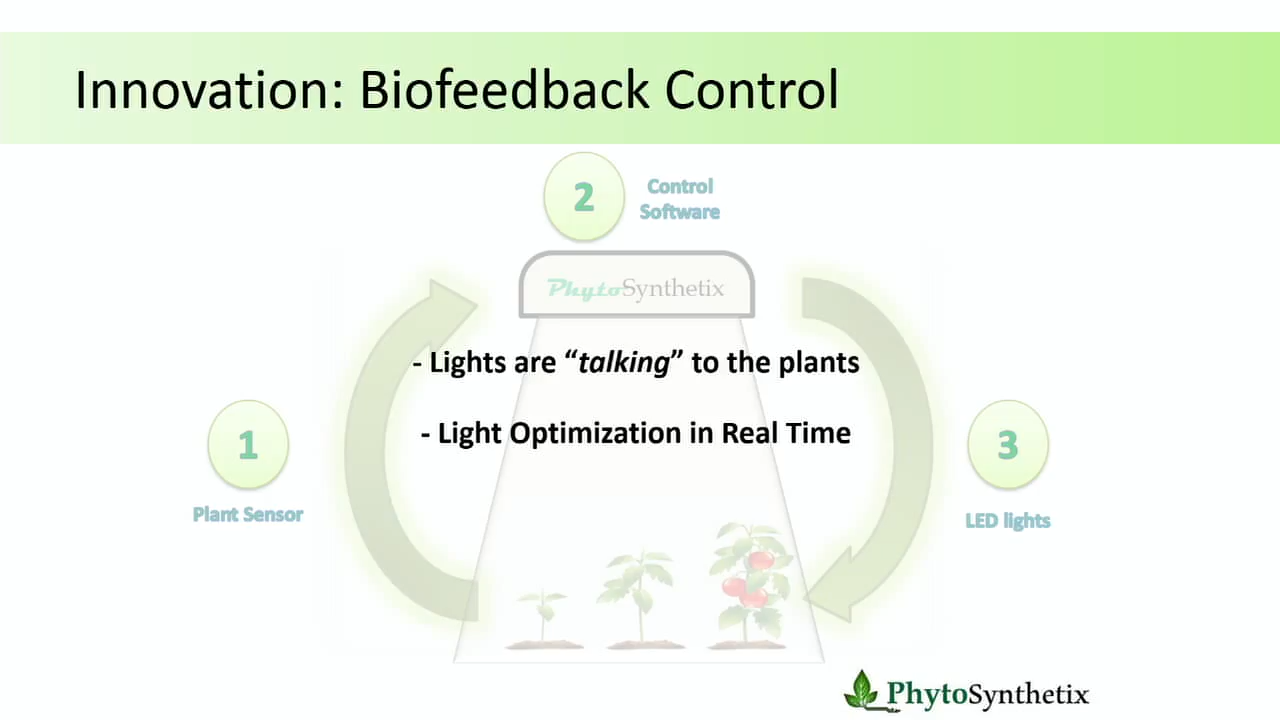 Innovation: Biofeedback Control
2
Control
Software
PhytoSynthetix
- Lights are “talking” to the plants
- Light Optimization in Real Time
1
Plant Sensor
3
LED lights
PhytoSynthetix